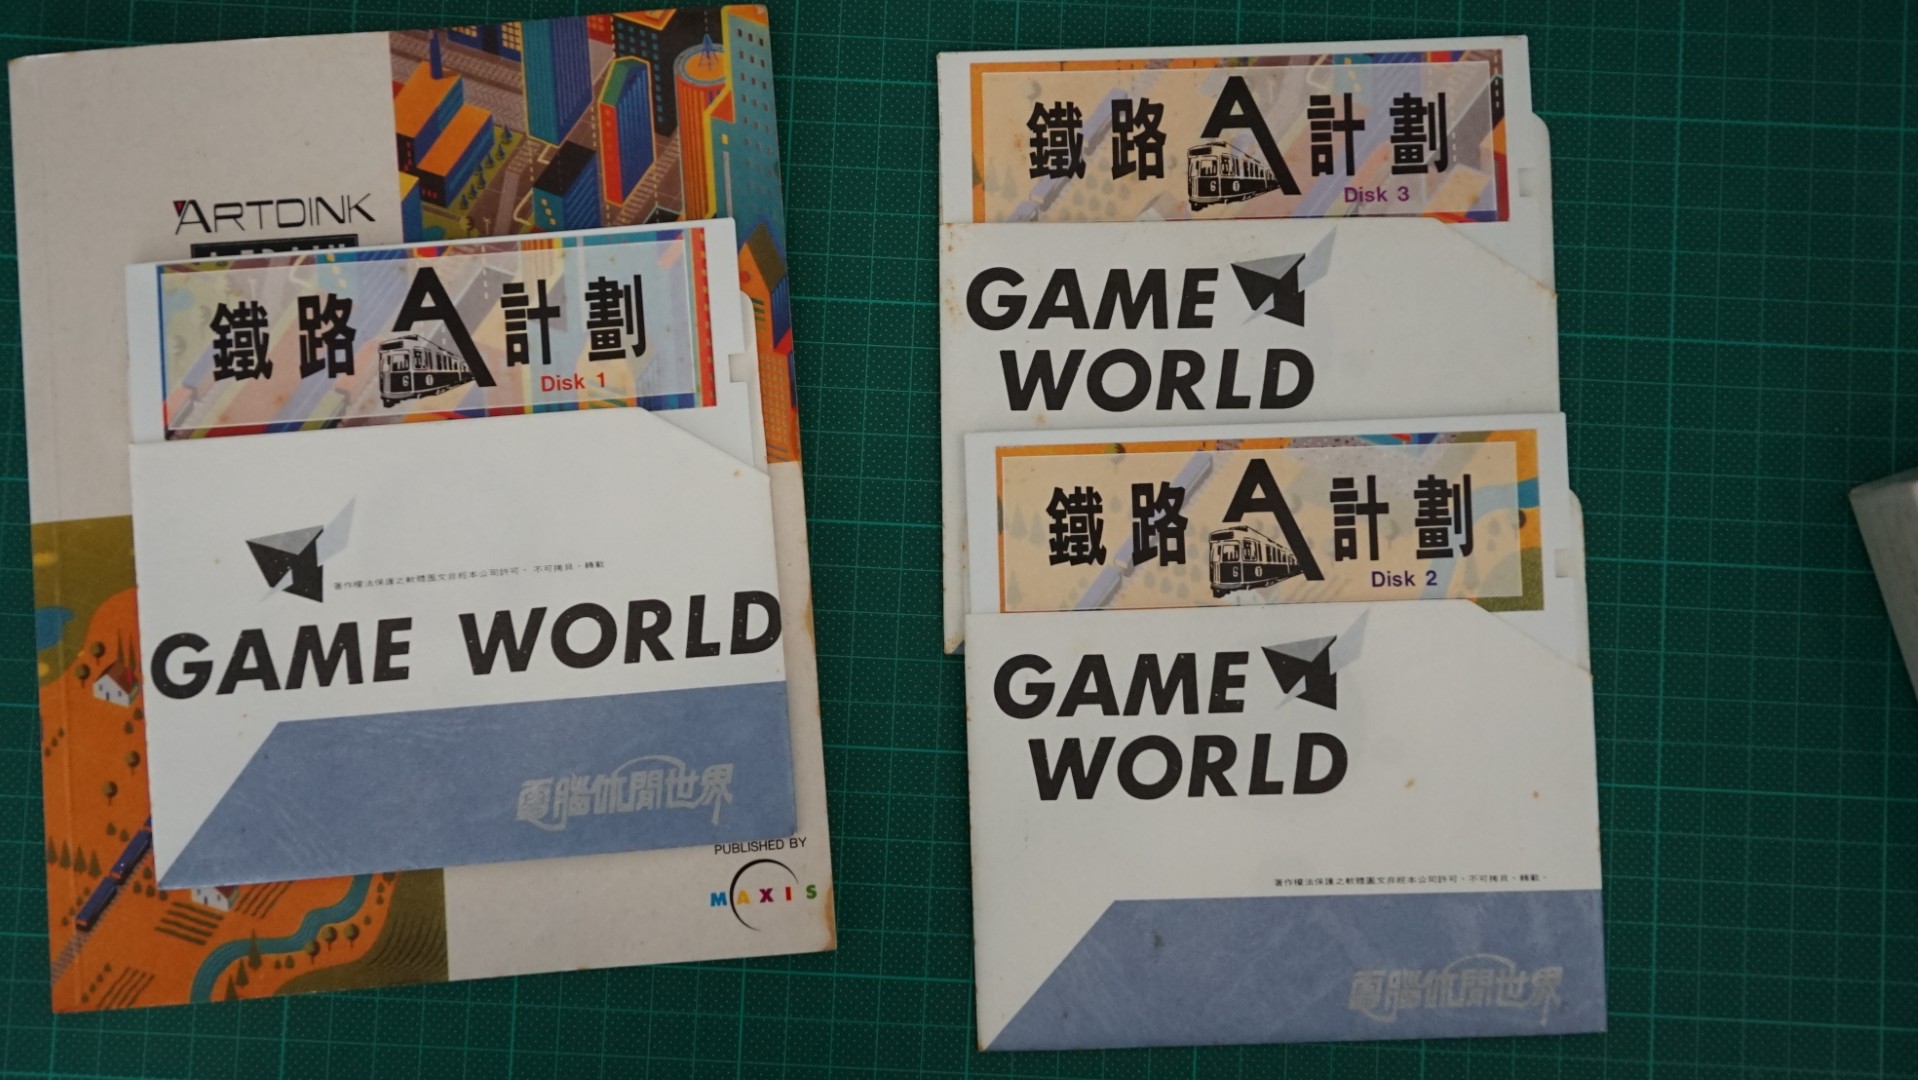 ARTDINK
鐵路A計劃
Disk 1
著作權法保護之軟體圖文非經本公司許可，不可拷貝、轉載
GAME WORLD
電腦休閒世界
PUBLISHED BY
MAXIS
鐵路A計劃
Disk 3
GAME
WORLD
鐵路A計劃
Disk 2
GAME
WORLD
著作權法保護之軟體圖文非經本公司許可，不可拷貝、轉載。
電腦休閒世界